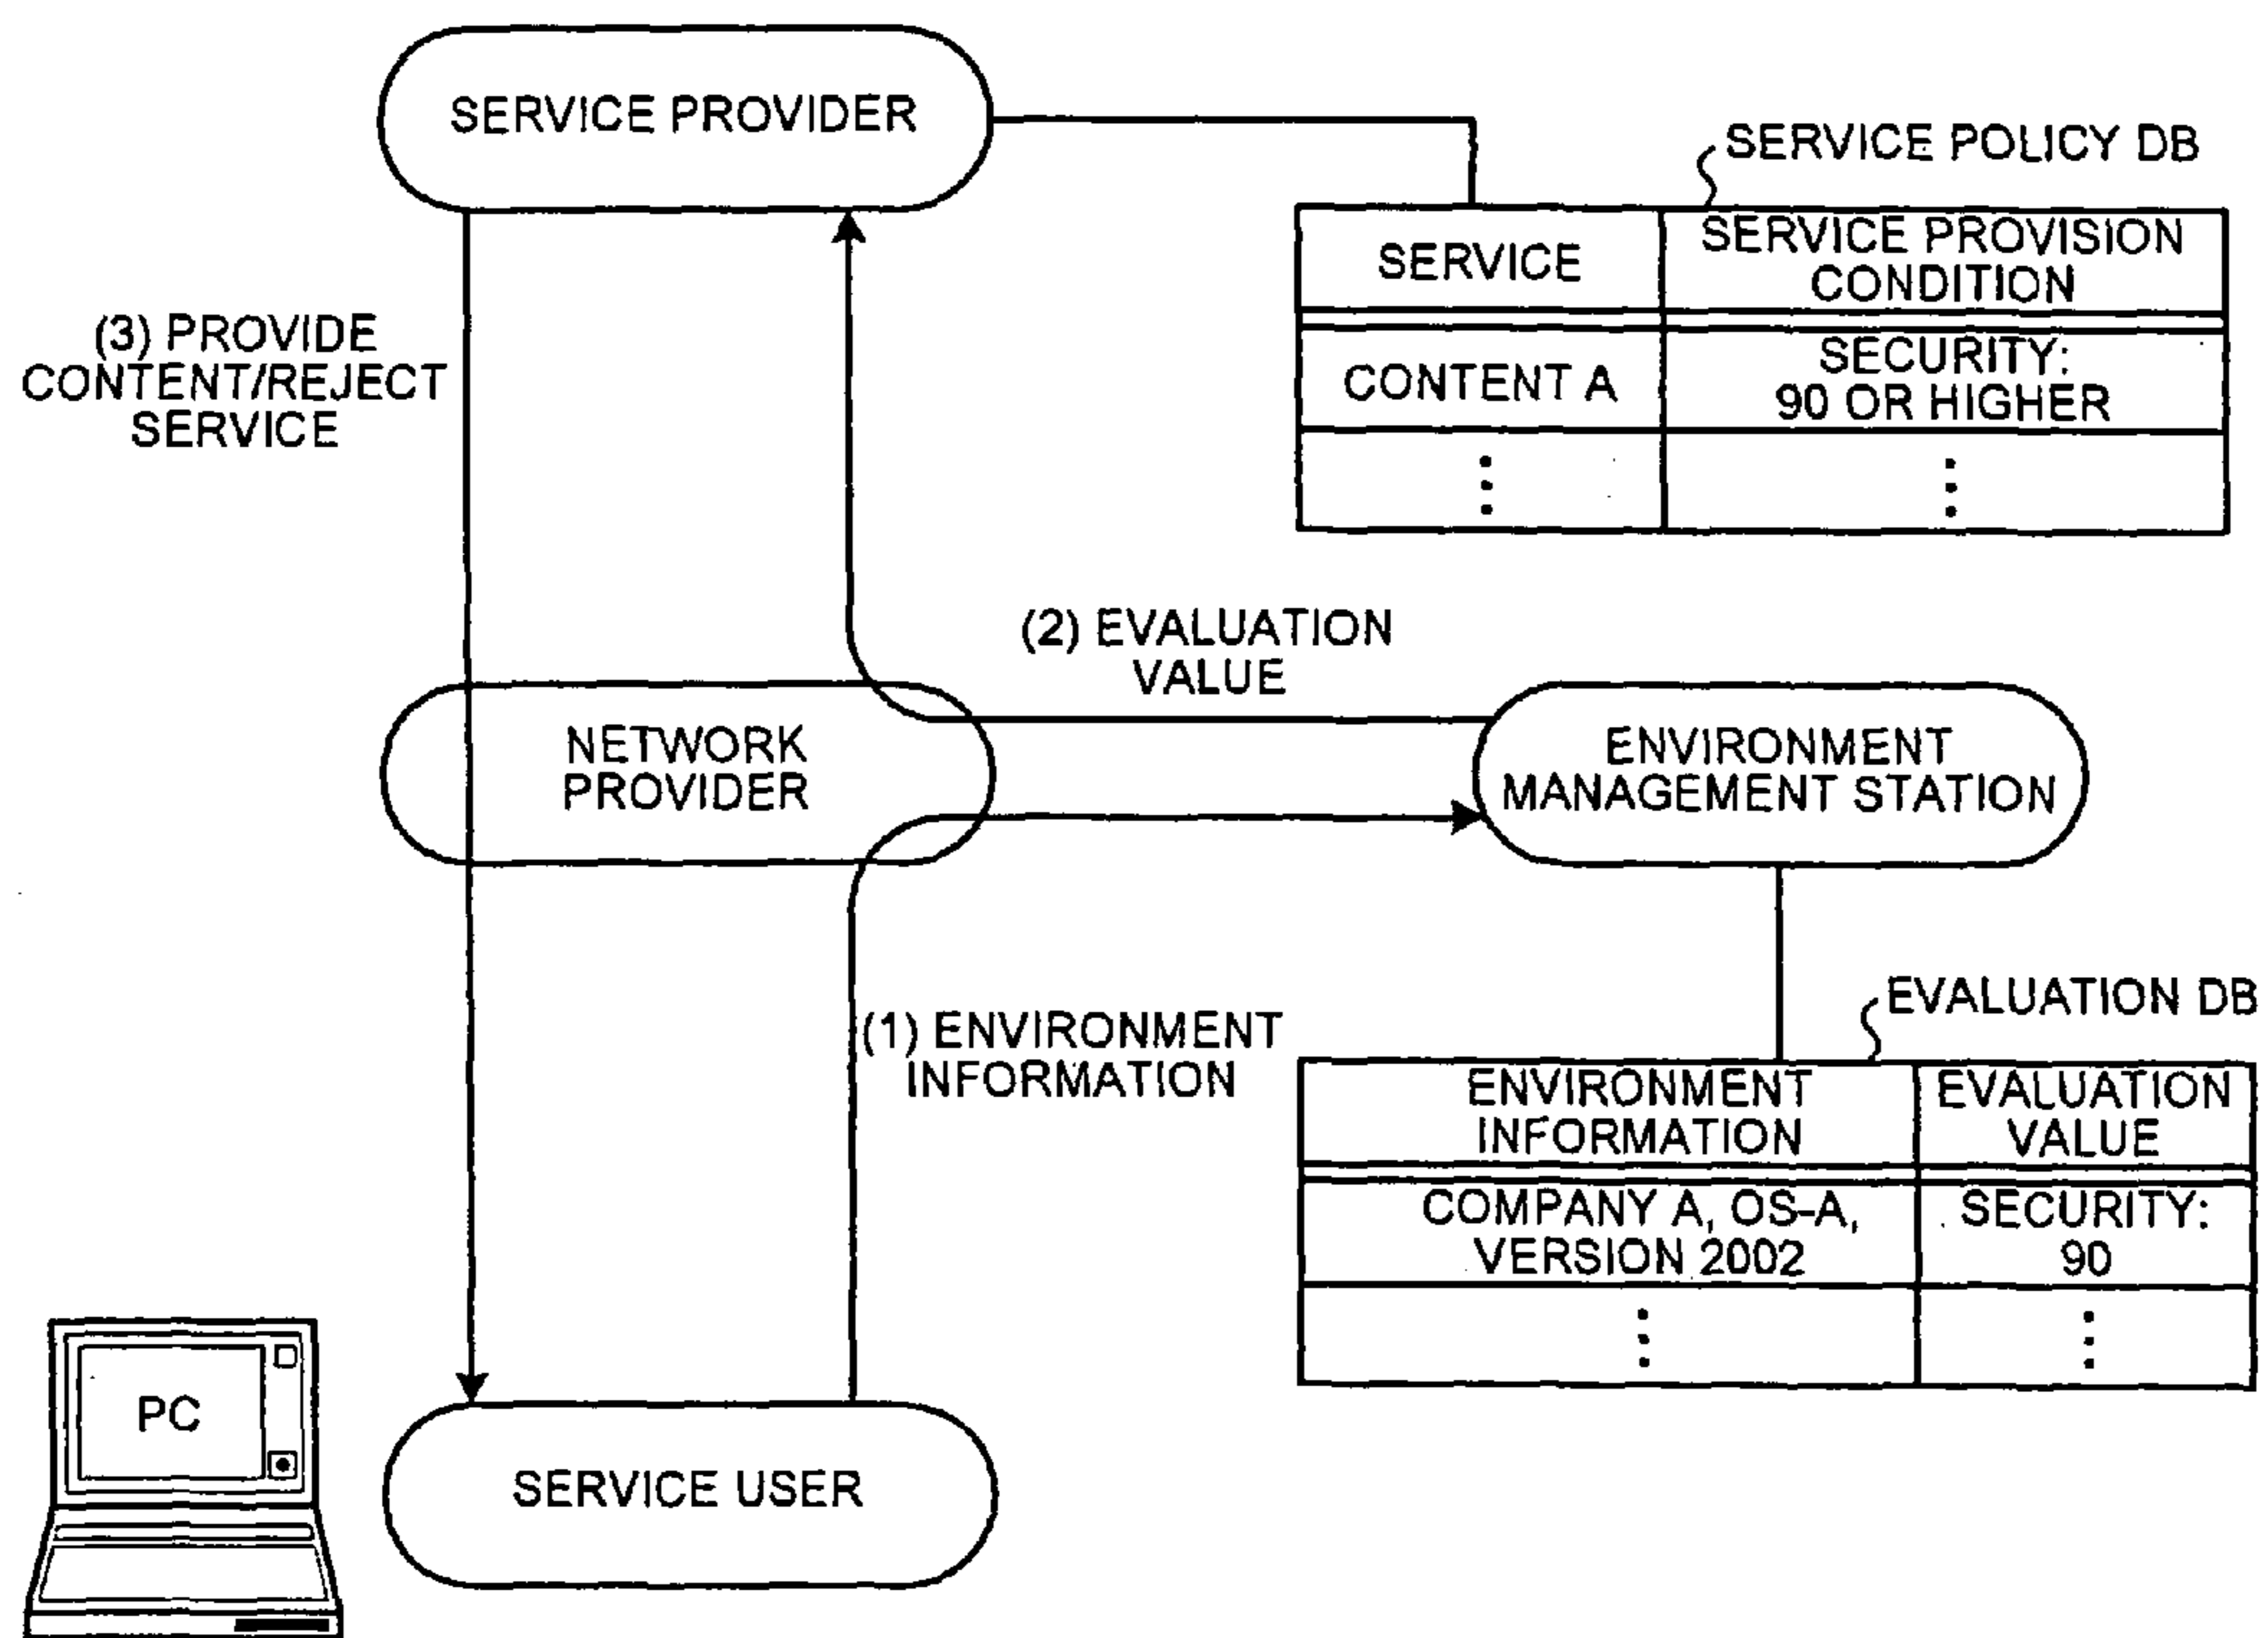 SERVICE PROVIDER
SERVICE POLICY DB
SERVICE
SERVICE PROVISION
CONDITION
CONTENT A
SECURITY:
90 OR HIGHER
(3) PROVIDE
CONTENT/REJECT
SERVICE
(2) EVALUATION
VALUE
NETWORK
PROVIDER
ENVIRONMENT
MANAGEMENT STATION
(1) ENVIRONMENT
INFORMATION
EVALUATION DB
ENVIRONMENT
INFORMATION
EVALUATION
VALUE
COMPANY A, OS-A,
VERSION 2002
SECURITY:
90
PC
SERVICE USER